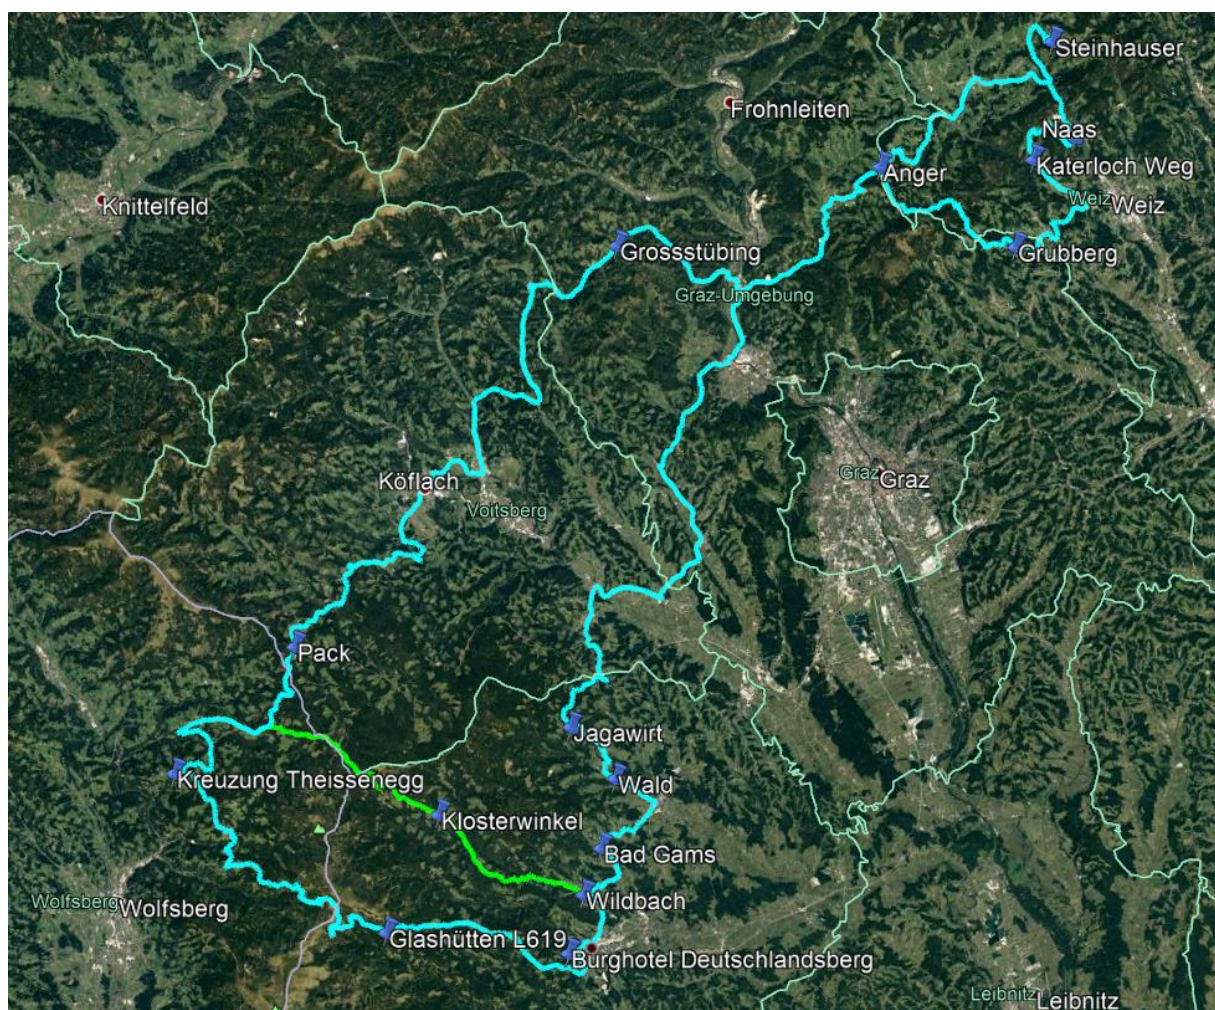 Steinhauser
Frohnleiten
Naas
Katerloch Weg
Anger
Knittelfeld
Weiz
Weiz
Grossstübing
Grubberg
Graz-Umgebung
Köflach
Graz
Graz
Voitsberg
Pack
Jagawirt
Kreuzung Theissenegg
Wald
Klosterwinkel
Bad Gams
Wolfsberg
Wolfsberg
Wildbach
Glashütten L619
Burghotel Deutschlandsberg
Leibnitz
Leibnitz